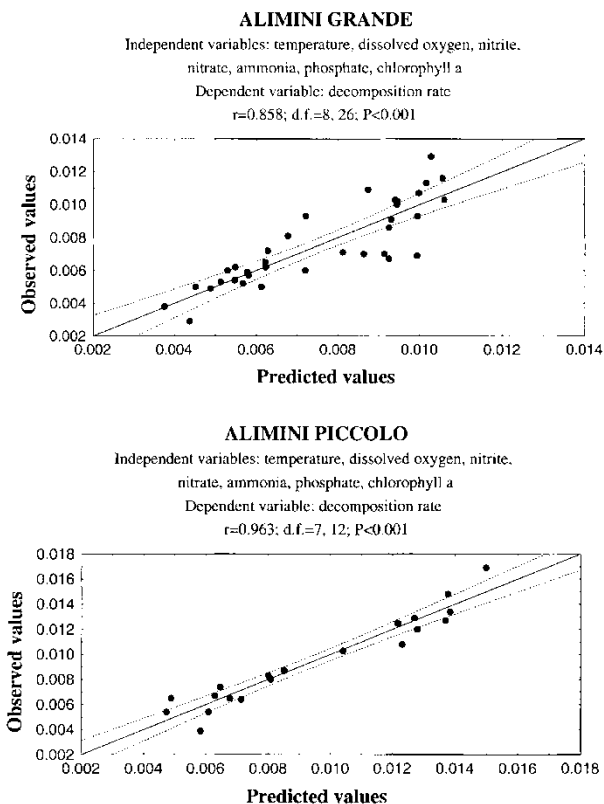 ALIMINI GRANDE
Independent variables: temperature, dissolved oxygen, nitrite,
nitrate, ammonia, phosphate, chlorophyll a
Dependent variable: decomposition rate
r=0.858; d.f.=8, 26; P<0.001
0.014
0.012
0.010
0.008
0.006
0.004
0.002
Observed values
0.002 0.004 0.006 0.008 0.010 0.012 0.014
Predicted values
ALIMINI PICCOLO
Independent variables: temperature, dissolved oxygen, nitrite,
nitrate, ammonia, phosphate, chlorophyll a
Dependent variable: decomposition rate
r=0.963; d.f.=7, 12; P<0.001
0.018
0.016
0.014
0.012
0.010
0.008
0.006
0.004
0.002
Observed values
0.002 0.004 0.006 0.008 0.010 0.012 0.014 0.016 0.018
Predicted values